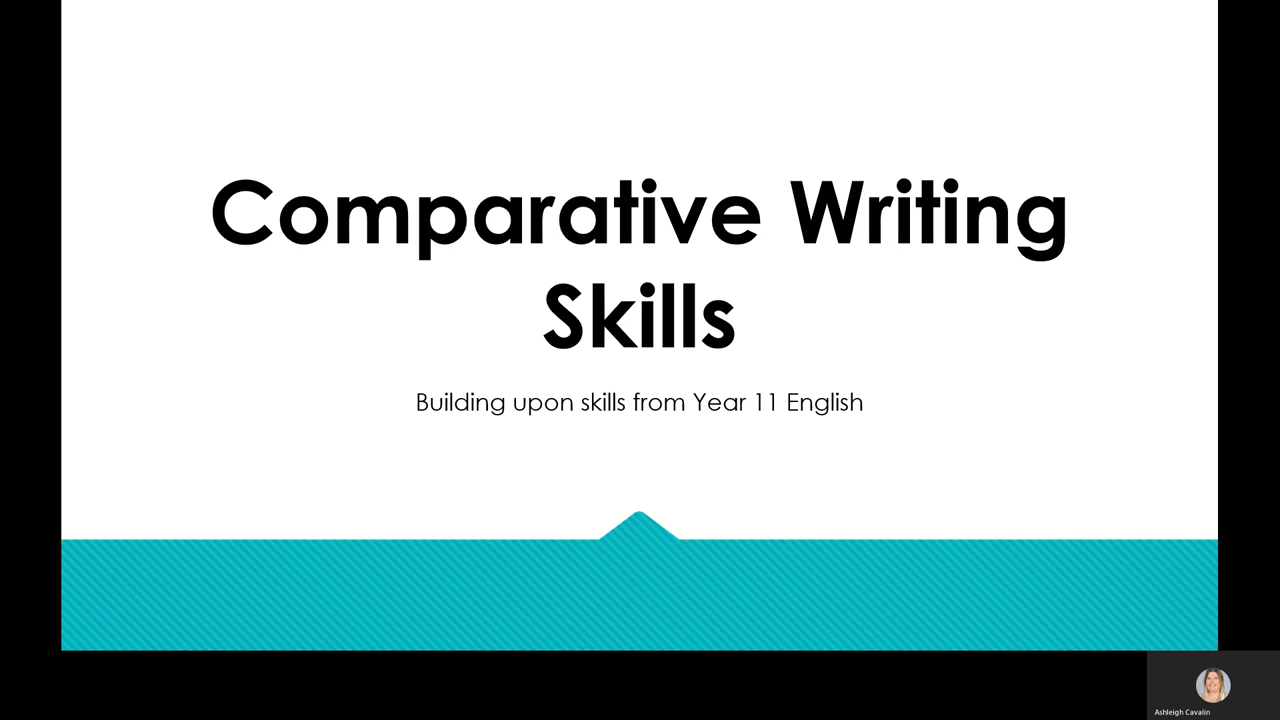 Comparative Writing
Skills
Building upon skills from Year 11 English
Ashleigh Cavalin